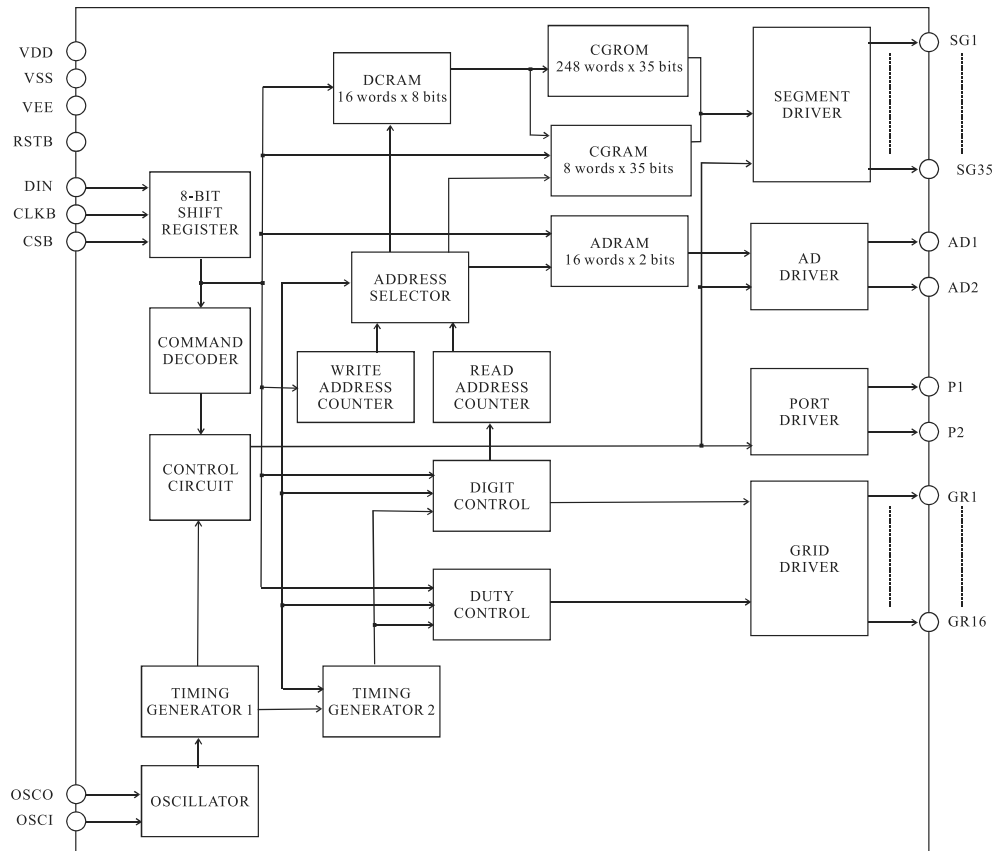 VDD
VSS
VEE
RSTB
DIN
CLKB
CSB
OSCO
OSCI
8-BIT
SHIFT
REGISTER
COMMAND
DECODER
CONTROL
CIRCUIT
TIMING
GENERATOR 1
OSCILLATOR
DCRAM
16 words x 8 bits
ADDRESS
SELECTOR
WRITE
ADDRESS
COUNTER
READ
ADDRESS
COUNTER
DIGIT
CONTROL
DUTY
CONTROL
TIMING
GENERATOR 2
CGROM
248 words x 35 bits
CGRAM
8 words x 35 bits
ADRAM
16 words x 2 bits
SEGMENT
DRIVER
AD
DRIVER
PORT
DRIVER
GRID
DRIVER
SG1
SG35
AD1
AD2
P1
P2
GR1
GR16